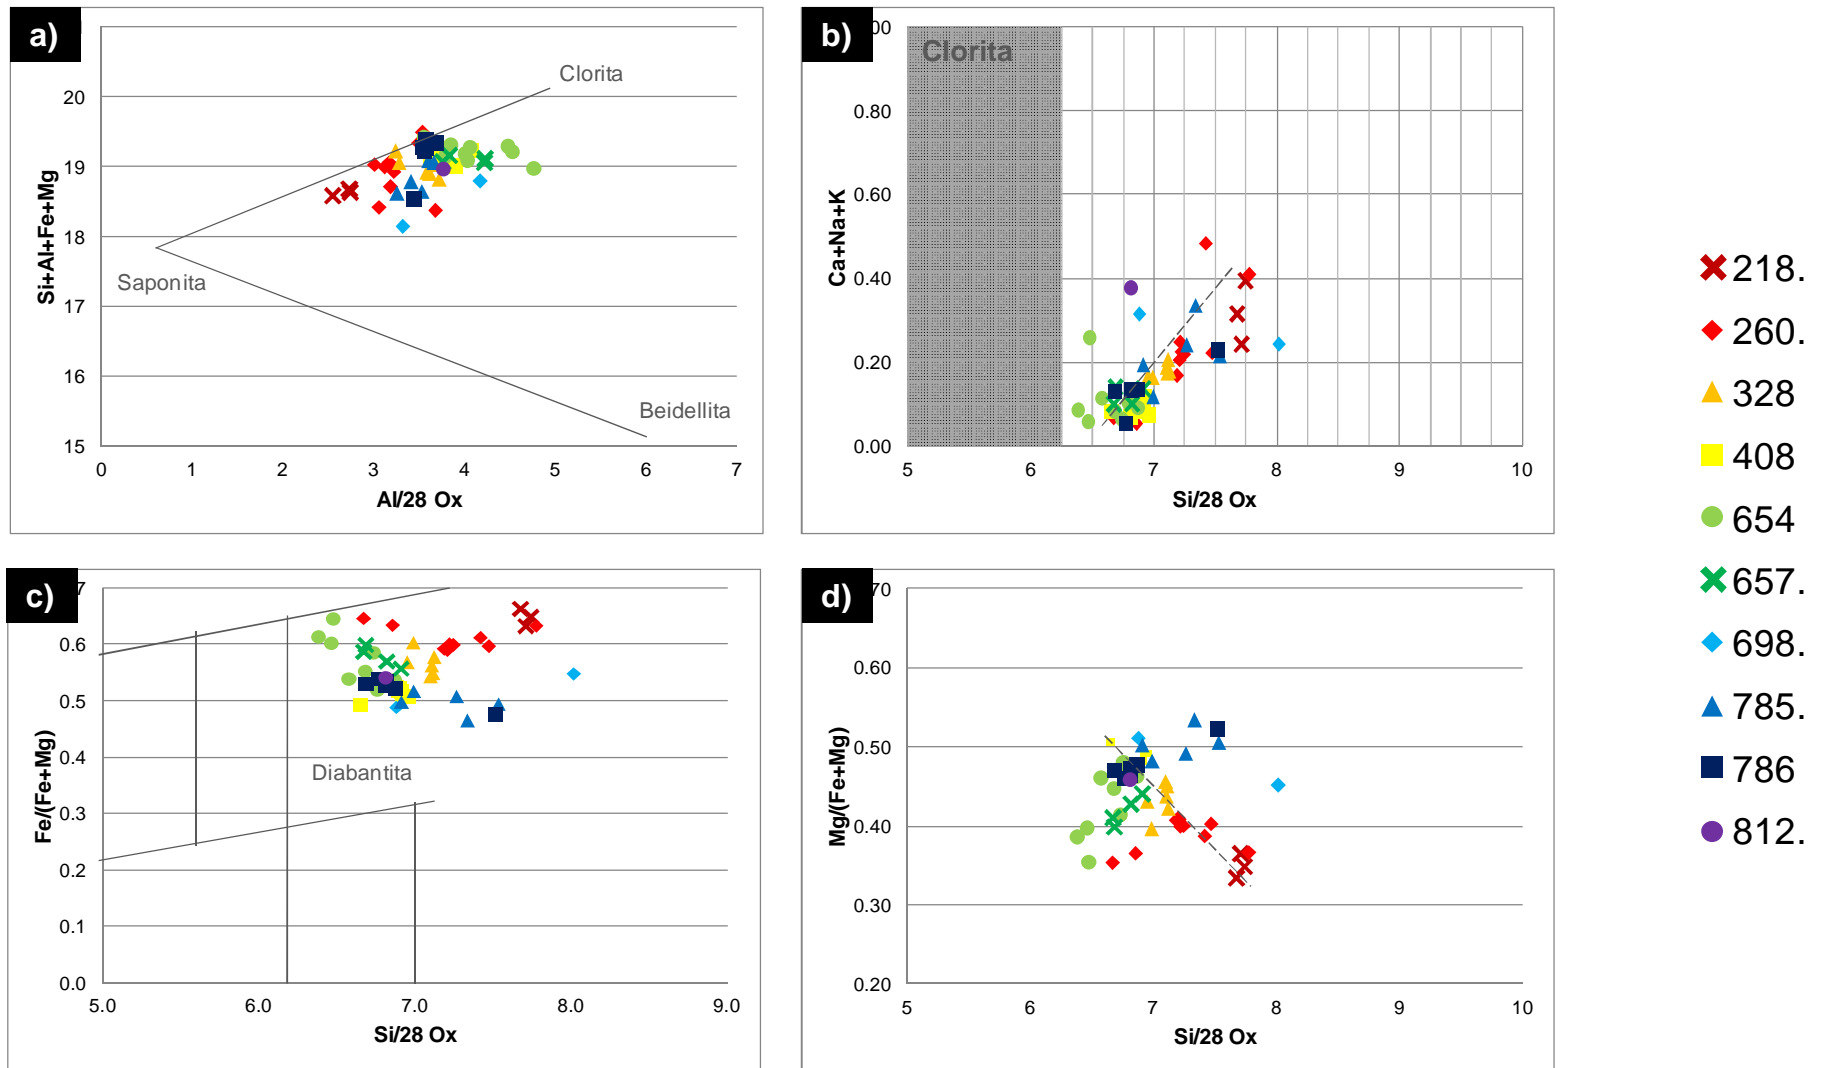 a)
Clorita
20
19
18
17
16
15
Saponita
Beidellita
0 1 2 3 4 5 6 7
Al/28 Ox
Si+Al+Fe+Mg
b)
00
Clorita
0.80
0.60
0.40
0.20
0.00
5 6 7 8 9 10
Si/28 Ox
Ca+Na+K
c)
7
0.6
0.5
0.4
0.3
0.2
0.1
0.0
Diabantita
5.0 6.0 7.0 8.0 9.0
Si/28 Ox
Fe/(Fe+Mg)
d)
70
0.60
0.50
0.40
0.30
0.20
5 6 7 8 9 10
Si/28 Ox
Mg/(Fe+Mg)
218.
260.
328
408
654
657.
698.
785.
786
812.